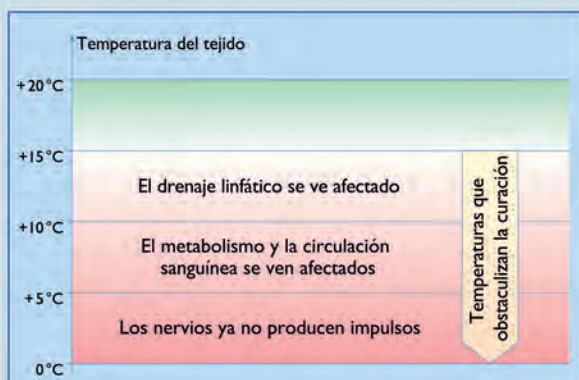 Temperatura del tejido
+20°C
+15°C
El drenaje linfático se ve afectado
+10°C
El metabolismo y la circulación
sanguínea se ven afectados
+5°C
Los nervios ya no producen impulsos
0°C
Temperaturas que
obstaculizan la curación